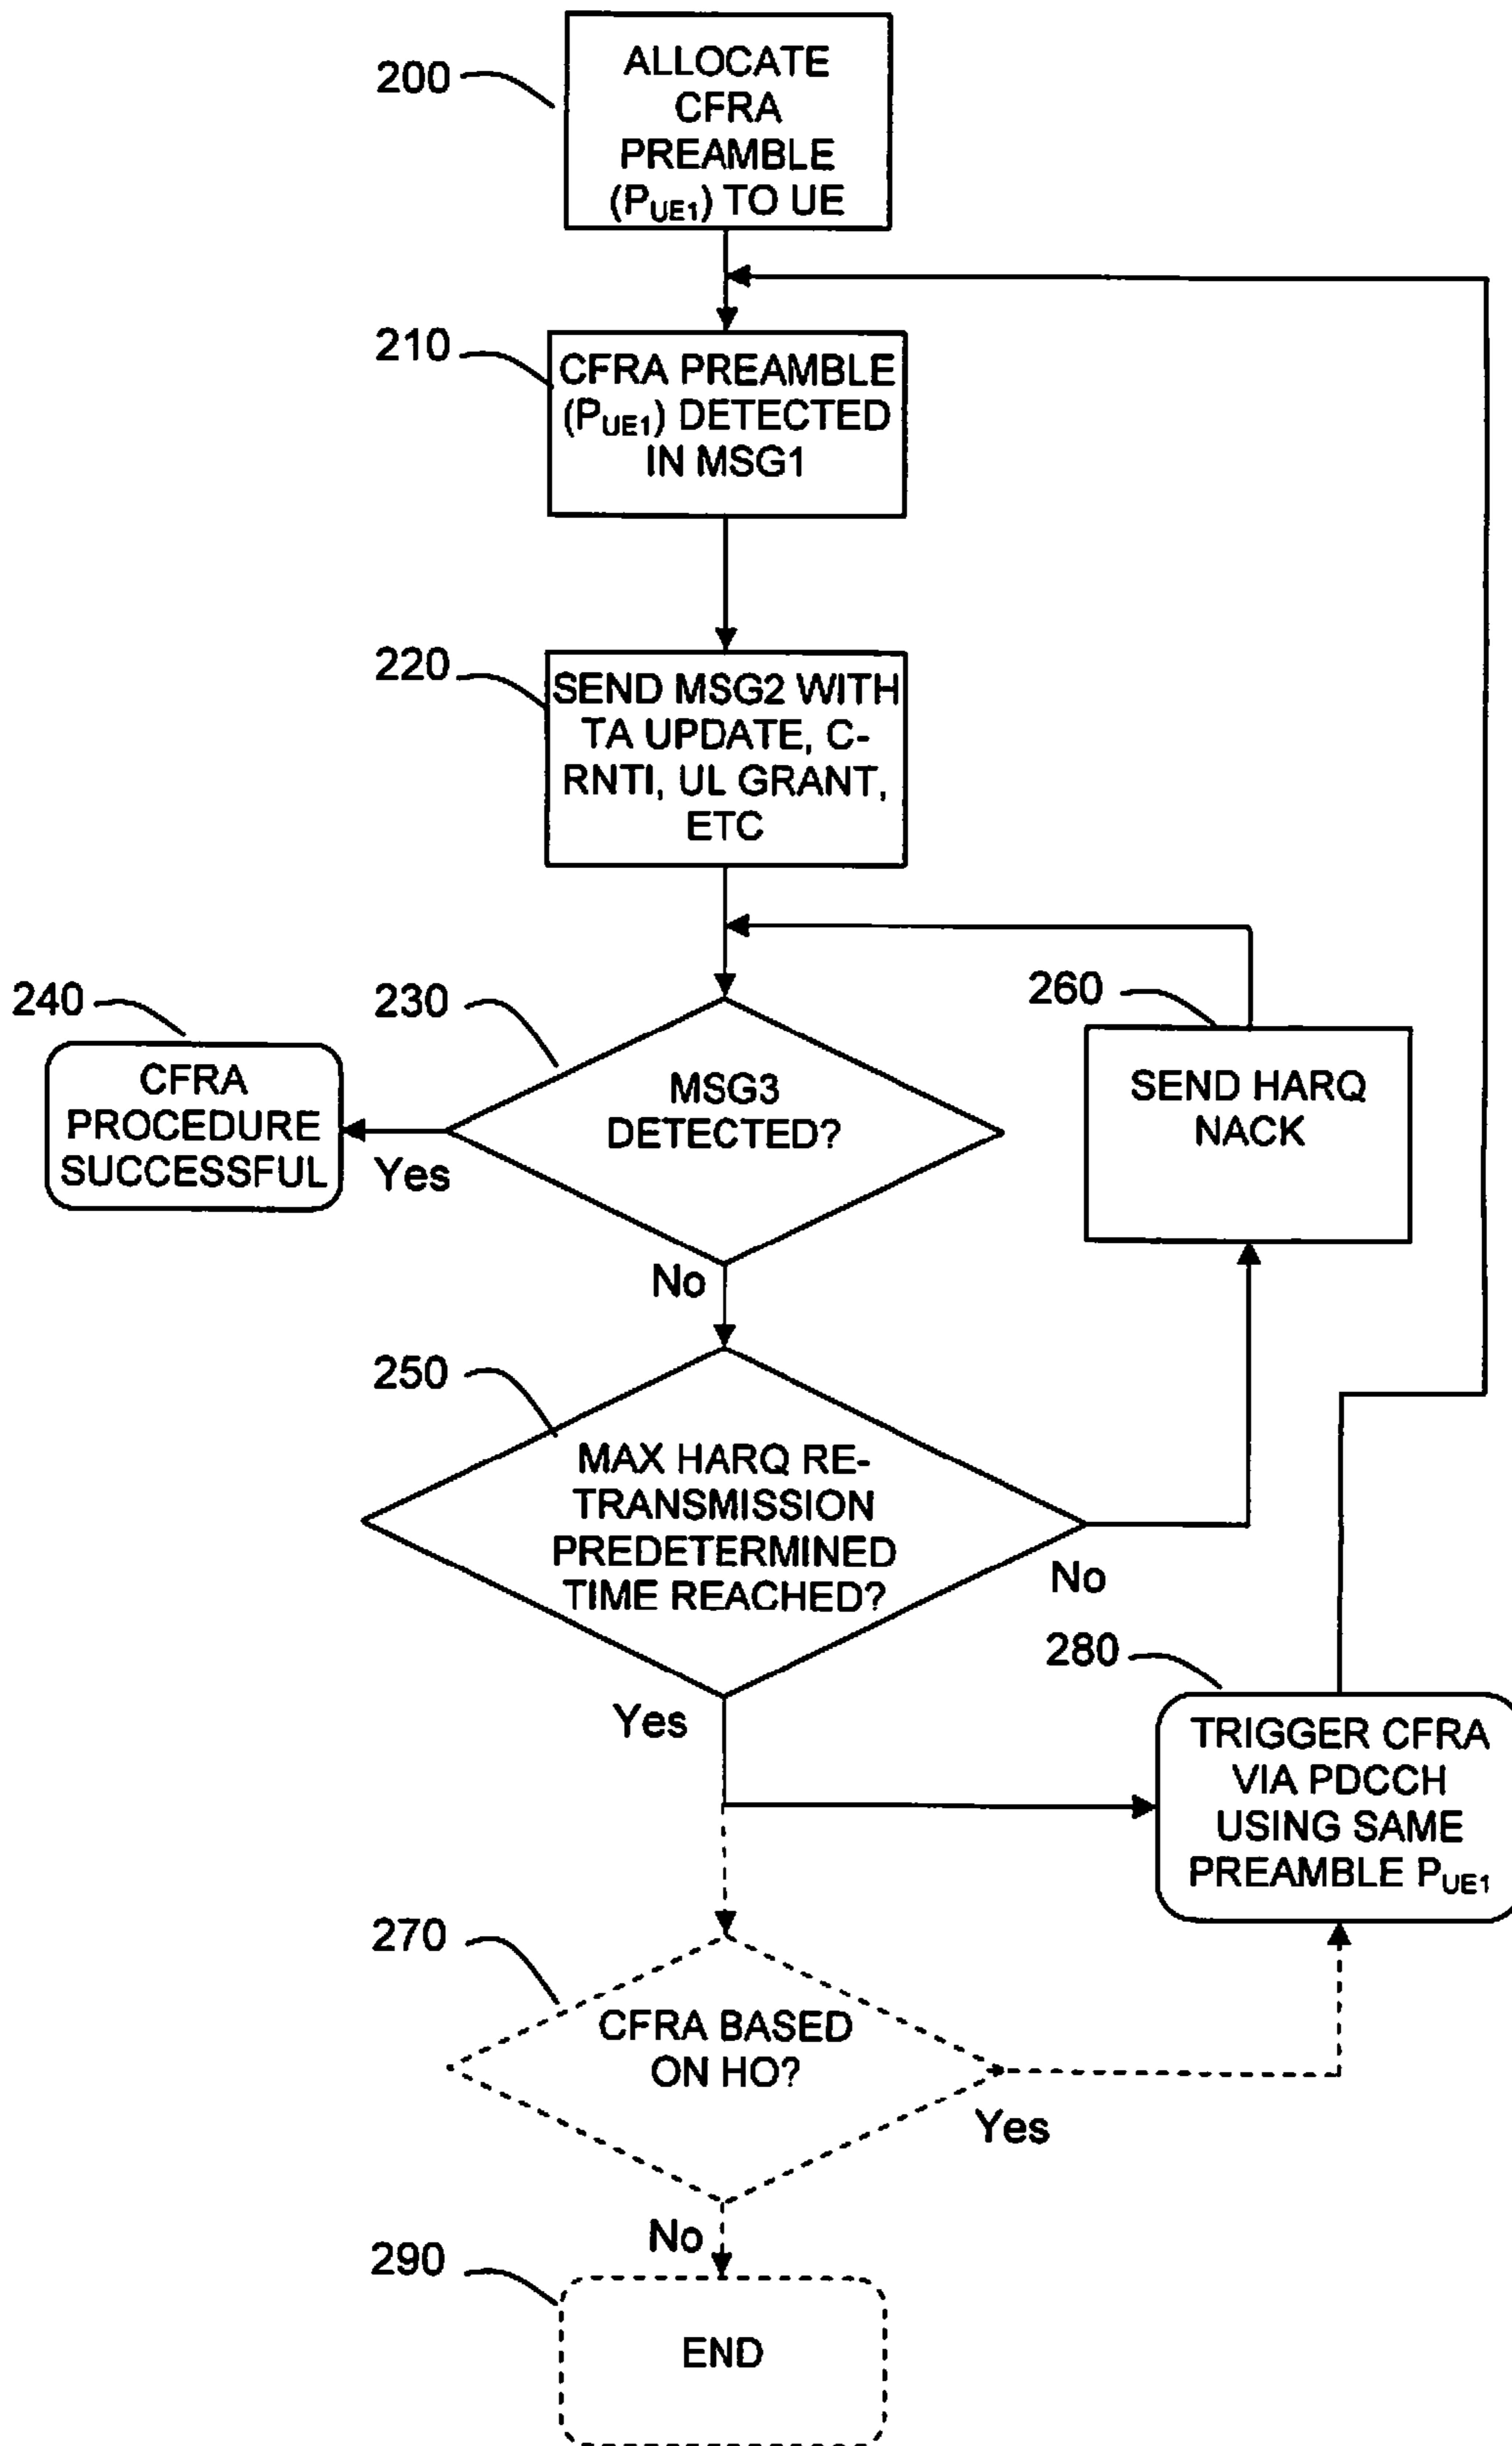 200
ALLOCATE
CFRA
PREAMBLE
(PUE1) TO UE
210
CFRA PREAMBLE
(PUE1) DETECTED
IN MSG1
220
SEND MSG2 WITH
TA UPDATE, C-
RNTI, UL GRANT,
ETC
240
230
260
CFRA
PROCEDURE
SUCCESSFUL
Yes
MSG3
DETECTED?
SEND HARQ
NACK
No
250
MAX HARQ RE-
TRANSMISSION
PREDETERMINED
TIME REACHED?
No
Yes
280
TRIGGER CFRA
VIA PDCCH
USING SAME
PREAMBLE PUE1
270
CFRA BASED
ON HO?
Yes
No
290
END